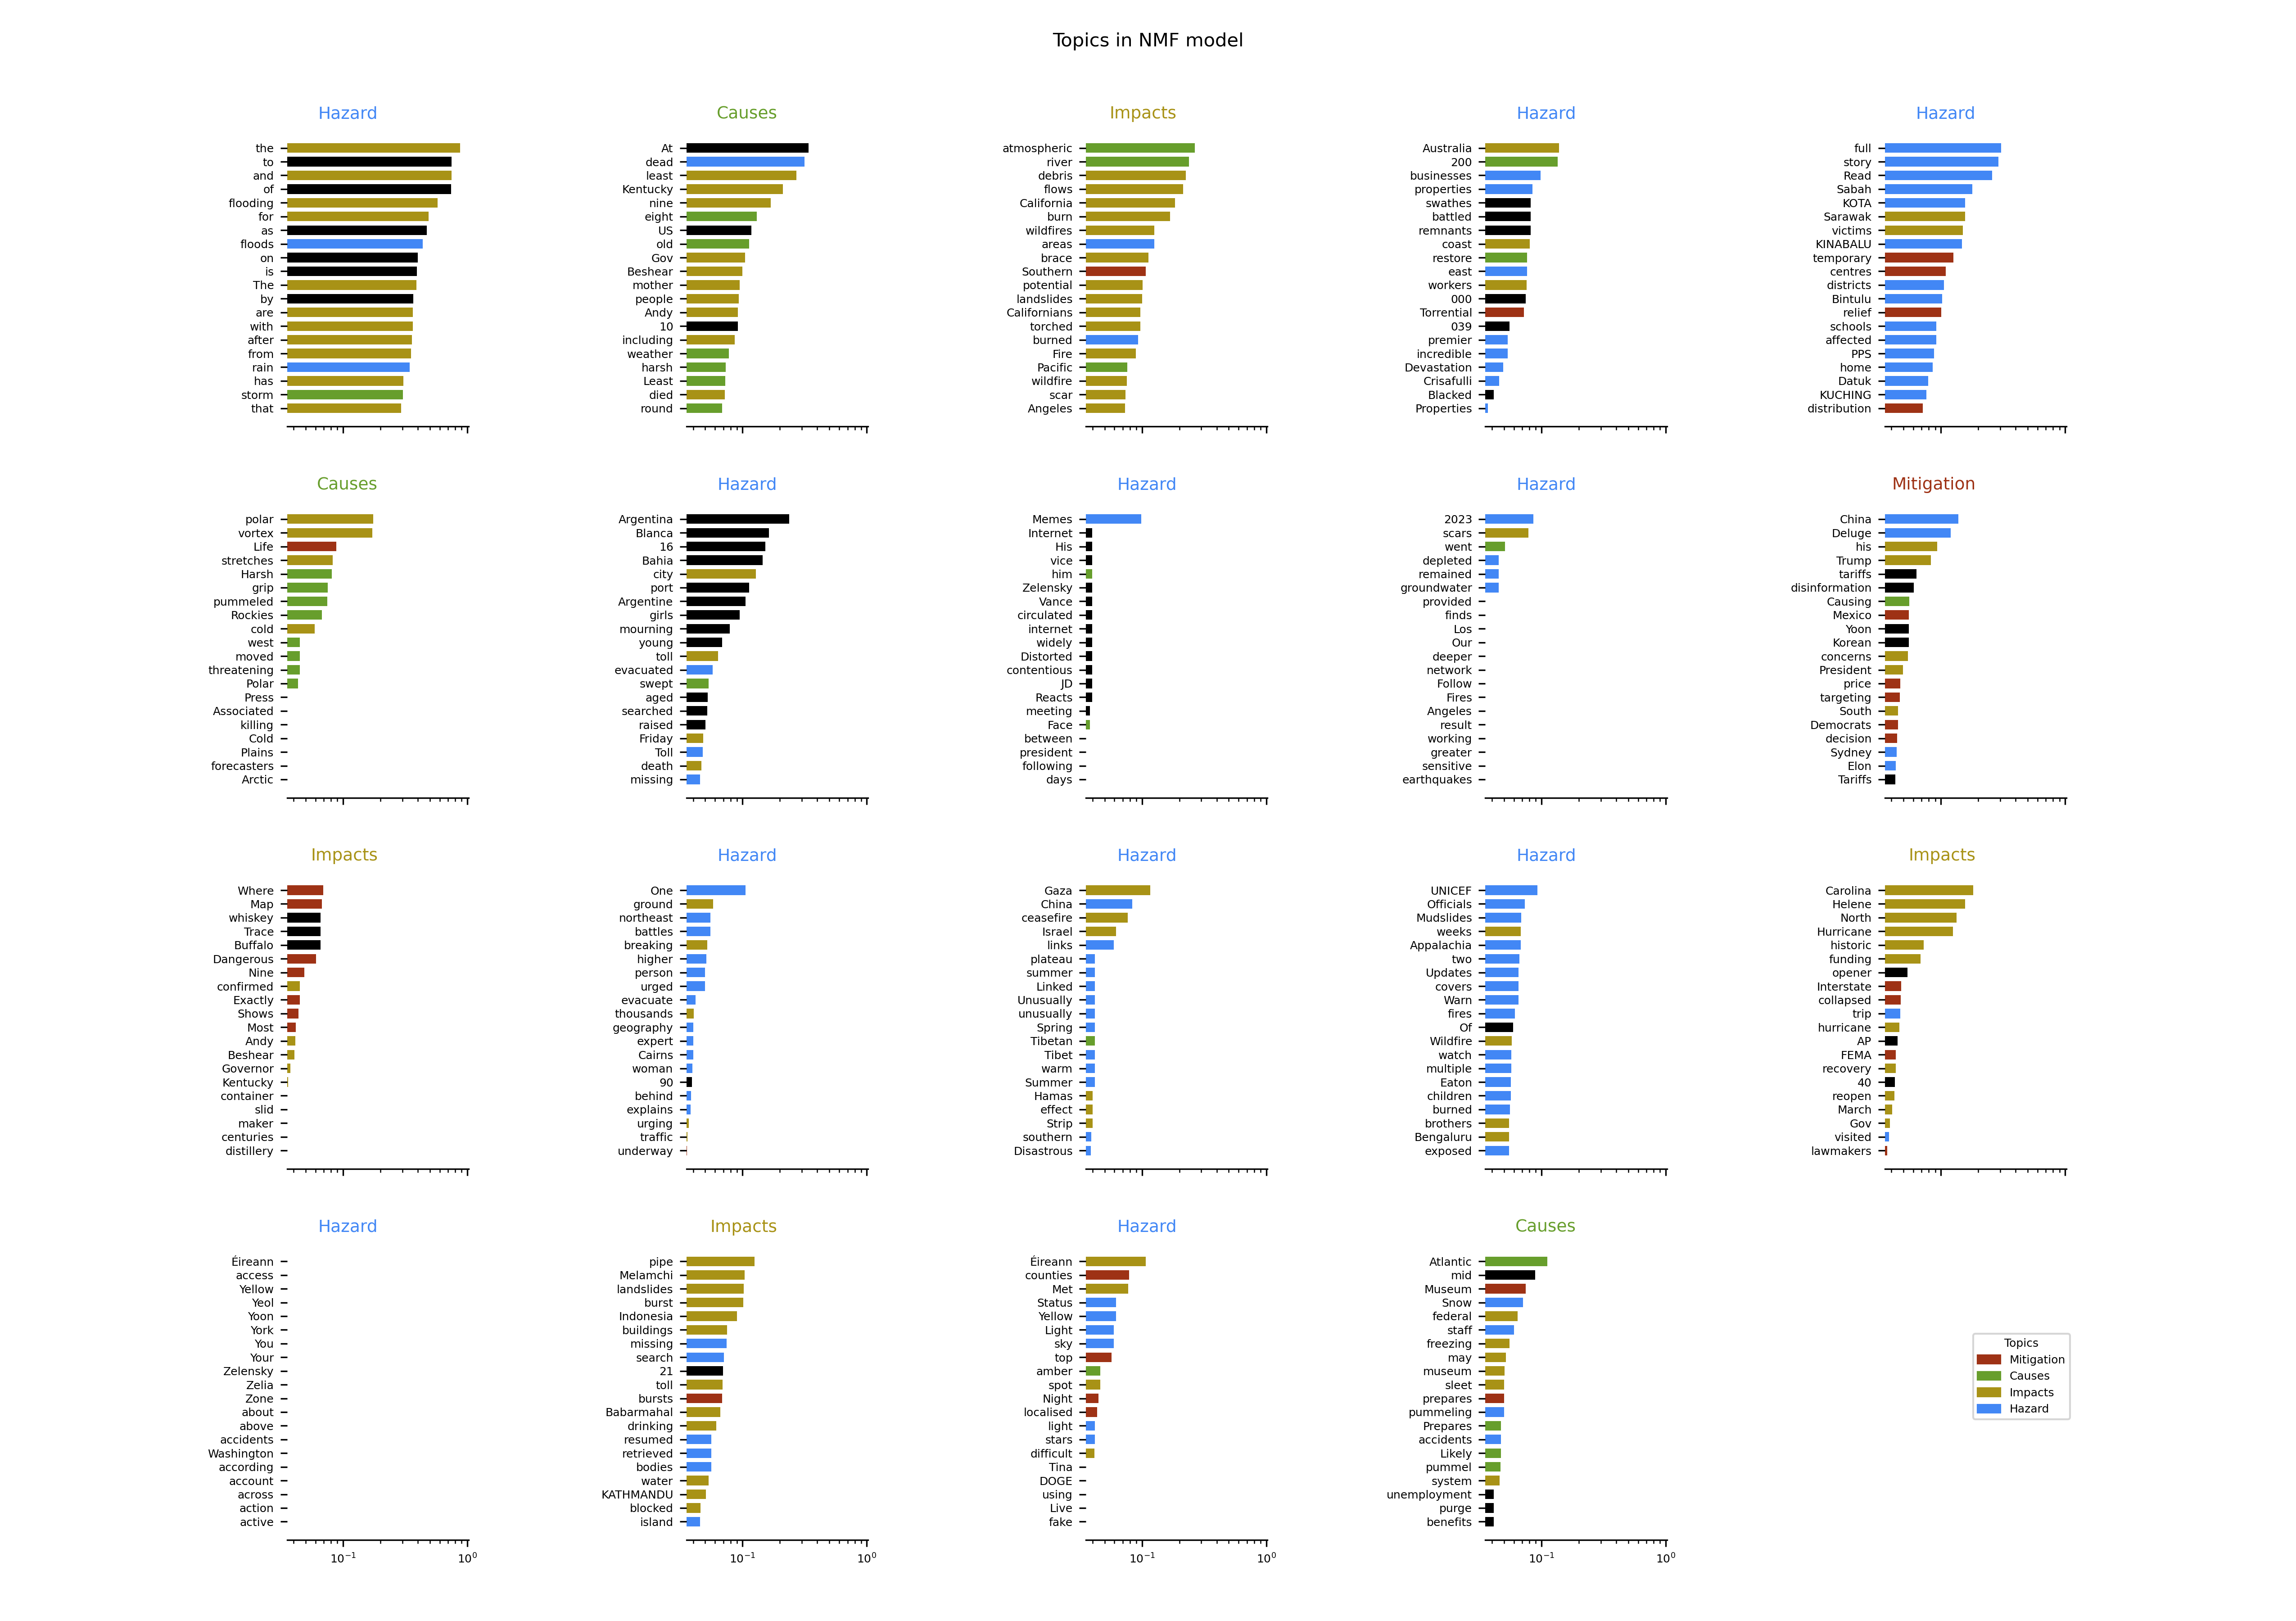 Topics in NMF model
Hazard
the
to
and
of
flooding
for
as
floods
on
is
The
by
are
with
after
from
rain
has
storm
that
Causes
At
dead
least
Kentucky
nine
eight
US
old
Gov
Beshear
mother
people
Andy
10
including
weather
harsh
Least
died
round
Impacts
atmospheric
river
debris
flows
California
burn
wildfires
areas
brace
Southern
potential
landslides
Californians
torched
burned
Fire
Pacific
wildfire
scar
Angeles
Hazard
Australia
200
businesses
properties
swathes
battled
remnants
coast
restore
east
workers
000
Torrential
039
premier
incredible
Devastation
Crisafulli
Blacked
Properties
Hazard
full
story
Read
Sabah
KOTA
Sarawak
victims
KINABALU
temporary
centres
districts
Bintulu
relief
schools
affected
PPS
home
Datuk
KUCHING
distribution
Causes
polar
vortex
Life
stretches
Harsh
grip
pummeled
Rockies
cold
west
moved
threatening
Polar
Press
Associated
killing
Cold
Plains
forecasters
Arctic
Hazard
Argentina
Blanca
16
Bahia
city
port
Argentine
girls
mourning
young
toll
evacuated
swept
aged
searched
raised
Friday
Toll
death
missing
Hazard
Memes
Internet
His
vice
him
Zelensky
Vance
circulated
internet
widely
Distorted
contentious
JD
Reacts
meeting
Face
between
president
following
days
Hazard
2023
scars
went
depleted
remained
groundwater
provided
finds
Los
Our
deeper
network
Follow
Fires
Angeles
result
working
greater
sensitive
earthquakes
Mitigation
China
Deluge
his
Trump
tariffs
disinformation
Causing
Mexico
Yoon
Korean
concerns
President
price
targeting
South
Democrats
decision
Sydney
Elon
Tariffs
Impacts
Where
Map
whiskey
Trace
Buffalo
Dangerous
Nine
confirmed
Exactly
Shows
Most
Andy
Beshear
Governor
Kentucky
container
slid
maker
centuries
distillery
Hazard
One
ground
northeast
battles
breaking
higher
person
urged
evacuate
thousands
geography
expert
Cairns
woman
90
behind
explains
urging
traffic
underway
Hazard
Gaza
China
ceasefire
Israel
links
plateau
summer
Linked
Unusually
unusually
Spring
Tibetan
Tibet
warm
Summer
Hamas
effect
Strip
southern
Disastrous
Hazard
UNICEF
Officials
Mudslides
weeks
Appalachia
two
Updates
covers
Warn
fires
Of
Wildfire
watch
multiple
Eaton
children
burned
brothers
Bengaluru
exposed
Impacts
Carolina
Helene
North
Hurricane
historic
funding
opener
Interstate
collapsed
trip
hurricane
AP
FEMA
recovery
40
reopen
March
Gov
visited
lawmakers
Hazard
Éireann
access
Yellow
Yeol
Yoon
York
You
Your
Zelensky
Zelia
Zone
about
above
accidents
Washington
according
account
across
action
active
10⁻¹ 10⁰
Impacts
pipe
Melamchi
landslides
burst
Indonesia
buildings
missing
search
21
toll
bursts
Babarmahal
drinking
resumed
retrieved
bodies
water
KATHMANDU
blocked
island
10⁻¹ 10⁰
Hazard
Éireann
counties
Met
Status
Yellow
Light
sky
top
amber
spot
Night
localised
light
stars
difficult
Tina
DOGE
using
Live
fake
10⁻¹ 10⁰
Causes
Atlantic
mid
Museum
Snow
federal
staff
freezing
may
museum
sleet
prepares
pummeling
Prepares
accidents
Likely
pummel
system
unemployment
purge
benefits
10⁻¹ 10⁰
Topics
Mitigation
Causes
Impacts
Hazard